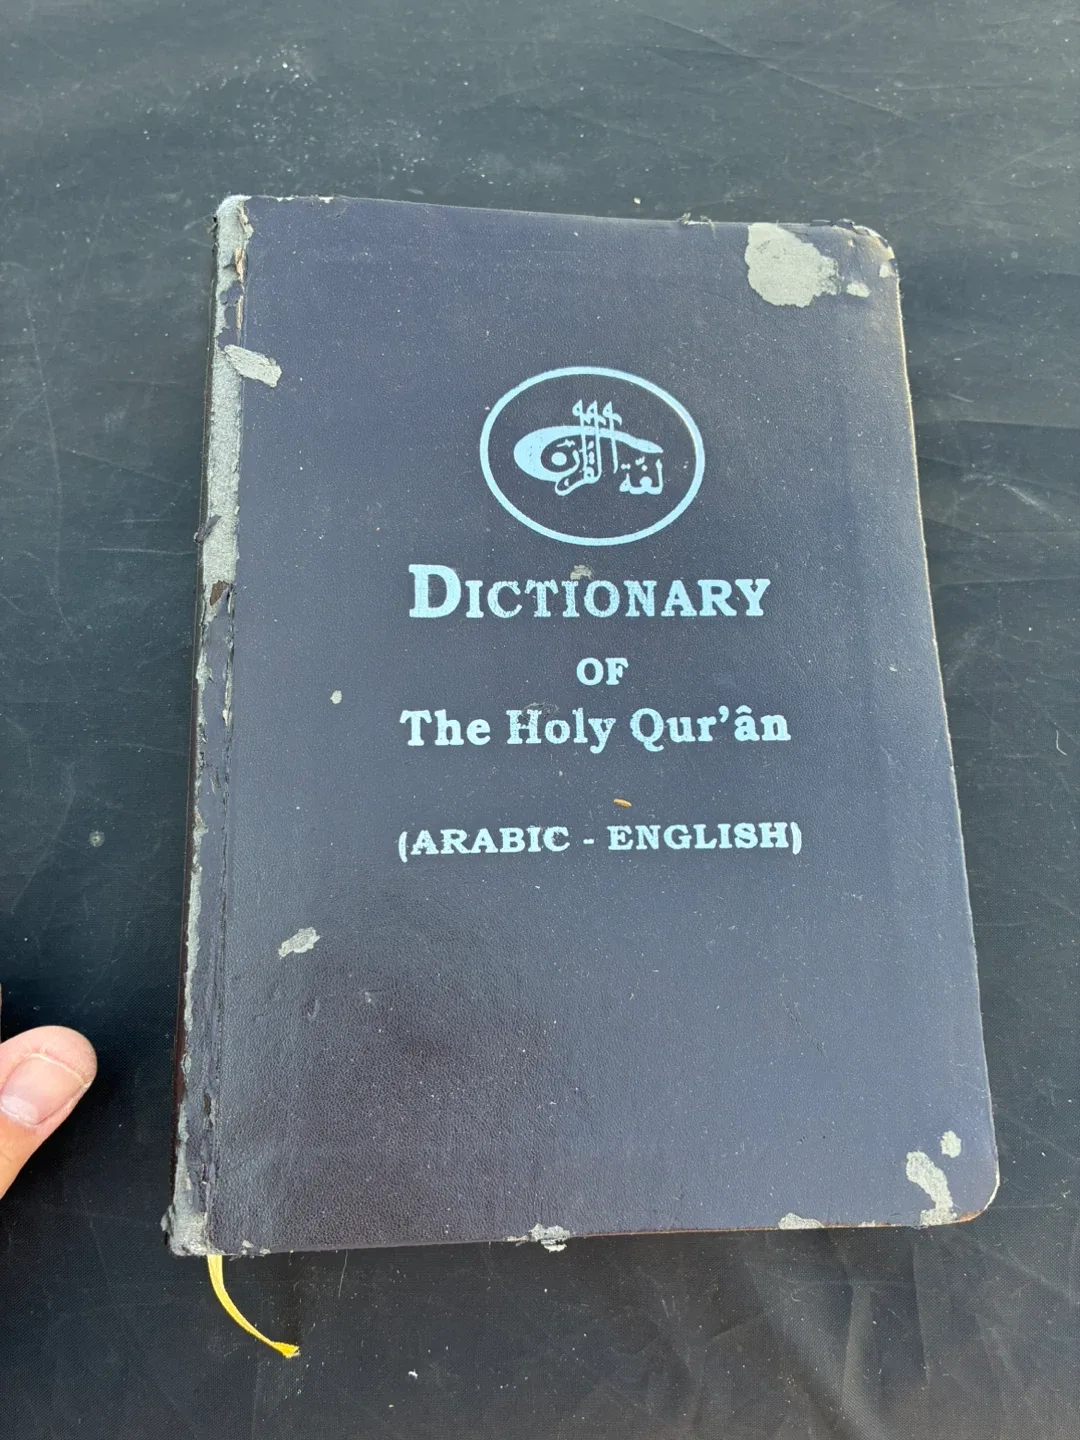 لغة القرآن
DICTIONARY
OF
The Holy Qur’ân
(ARABIC - ENGLISH)